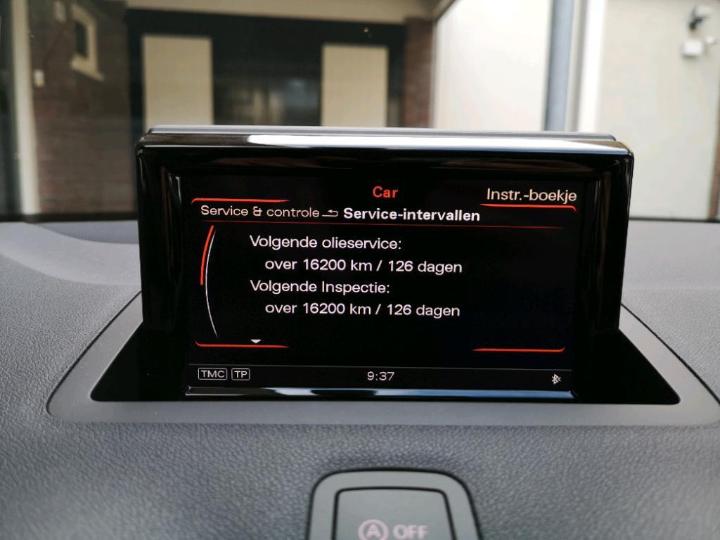 Car
Instr.-boekje
Service & controle Service-intervallen
Volgende olieservice:
over 16200 km / 126 dagen
Volgende Inspectie:
over 16200 km / 126 dagen
TMC TP
9:37
A OFF